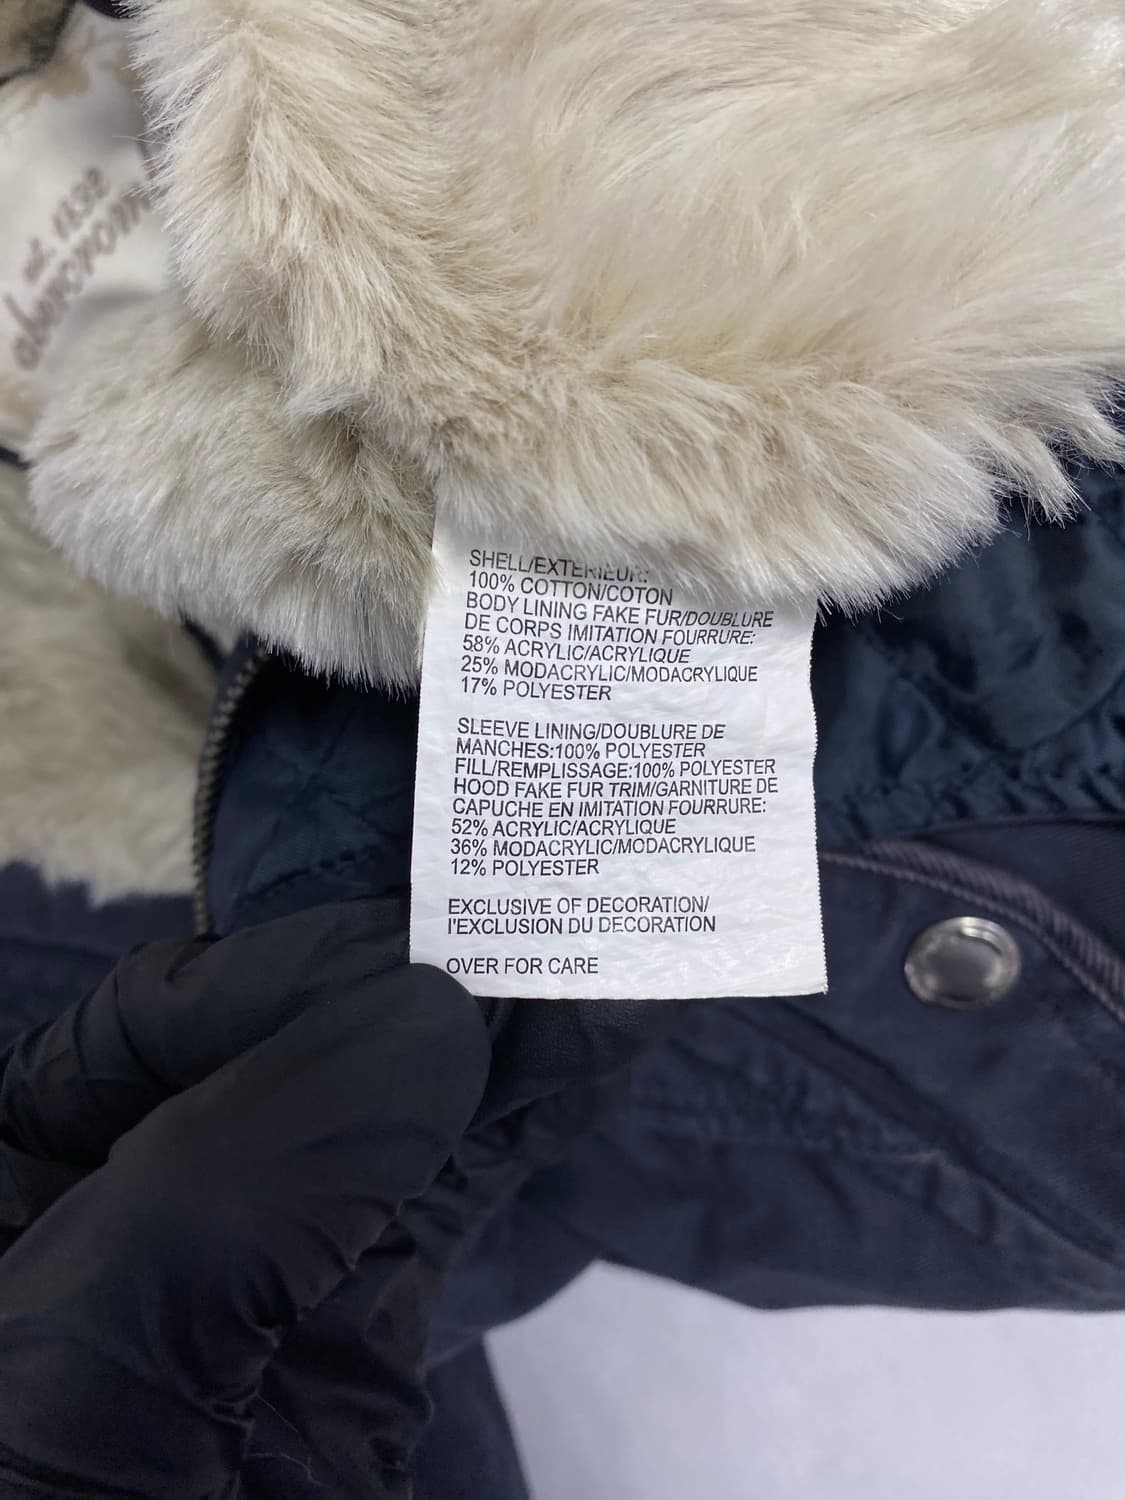 est. 1892
abercrom
SHELL/EXTERIEUR:
100% COTTON/COTON
BODY LINING FAKE FUR/DOUBLURE
DE CORPS IMITATION FOURRURE:
58% ACRYLIC/ACRYLIQUE
25% MODACRYLIC/MODACRYLIQUE
17% POLYESTER
SLEEVE LINING/DOUBLURE DE
MANCHES:100% POLYESTER
FILL/REMPLISSAGE:100% POLYESTER
HOOD FAKE FUR TRIM/GARNITURE DE
CAPUCHE EN IMITATION FOURRURE:
52% ACRYLIC/ACRYLIQUE
36% MODACRYLIC/MODACRYLIQUE
12% POLYESTER
EXCLUSIVE OF DECORATION/
l'EXCLUSION DU DECORATION
OVER FOR CARE